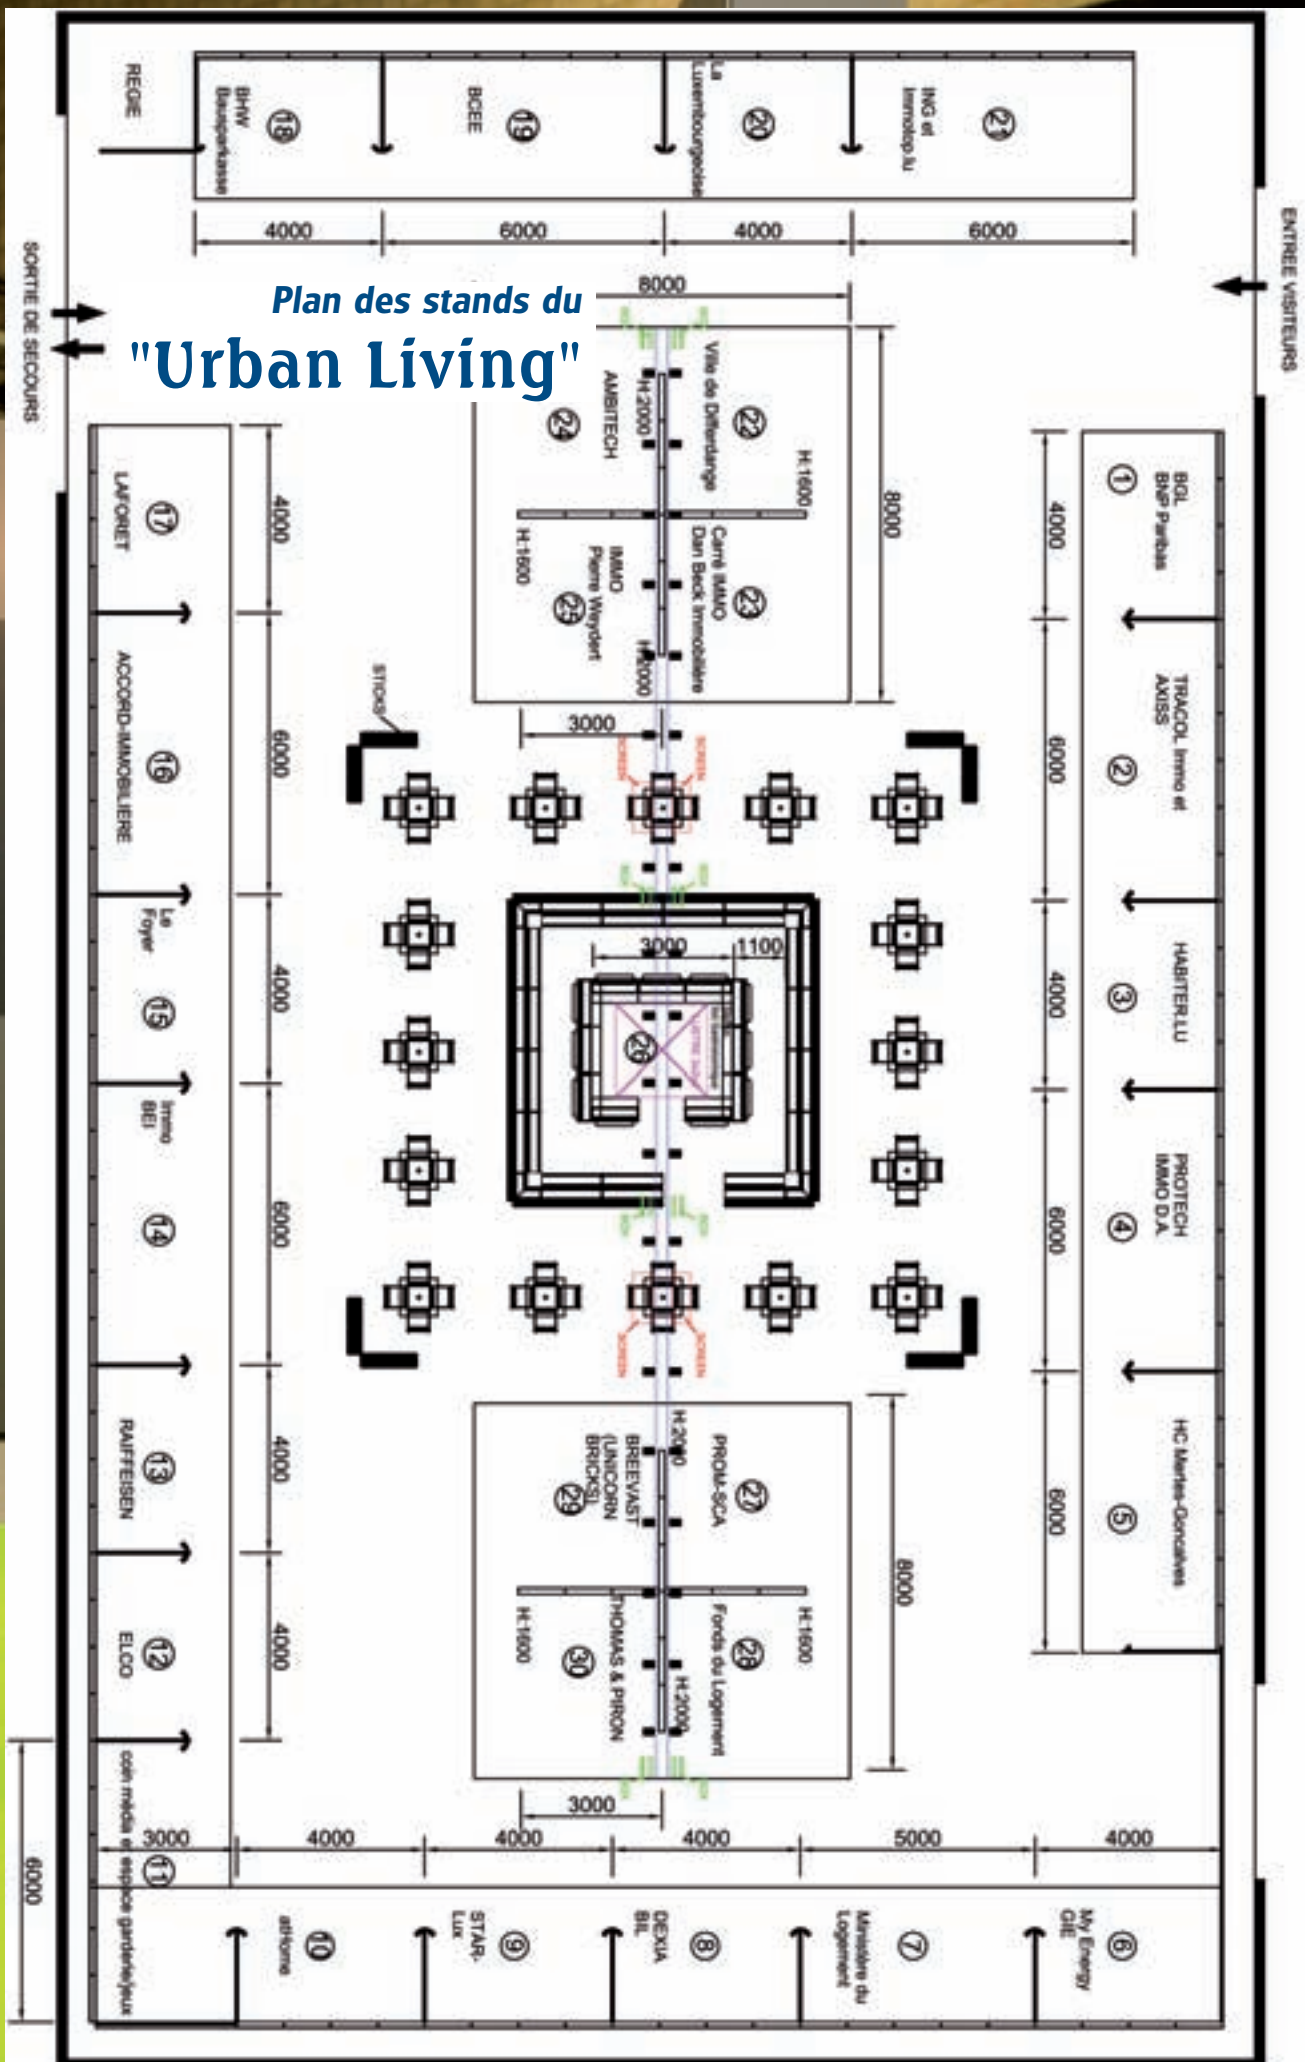 Plan des stands du
"Urban Living"
REGIE
BHW
Bausparkasse
18
BCEE
19
La
Luxembourgeoise
20
ING et
Immotop.lu
21
4000
6000
4000
6000
ENTREE VISITEURS
SORTIE DE SECOURS
8000
8000
Ville de Differdange
22
H:1600
H:2000
AMBITECH
24
Carré IMMO
Dan Beck Immobilière
23
IMMO
Pierre Weydert
25
H:1600
H:2000
3000
BGL
BNP Paribas
1
4000
TRACOL Immo et
AXISS
2
6000
HABITER.LU
3
4000
PROTECH
IMMO D.A.
4
6000
HC Mertes-Goncalves
5
6000
LAFORET
17
4000
ACCORD-IMMOBILIERE
16
6000
Le
Foyer
15
4000
Immo
BEI
14
6000
RAIFFEISEN
13
4000
ELCO
12
4000
coin média et espace garderie/jeux
11
6000
STICKS
SCREEN
SCREEN
3000
1100
26
SCREEN
SCREEN
PROM-SCA
27
H:2000
BREEVAST
(UNICORN
BRICKS)
29
Fonds du Logement
28
H:1600
H:2000
THOMAS & PIRON
30
H:1600
8000
3000
3000
4000
4000
4000
5000
4000
atHome
10
STAR-
Lux
9
DEXIA
BIL
8
Ministère du
Logement
7
My Energy
GIE
6